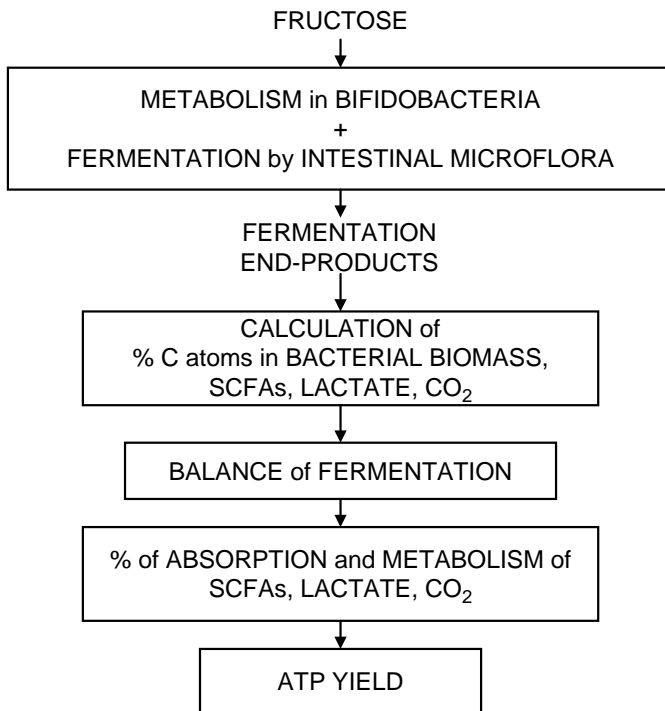 FRUCTOSE
METABOLISM in BIFIDOBACTERIA
+
FERMENTATION by INTESTINAL MICROFLORA
FERMENTATION
END-PRODUCTS
CALCULATION of
% C atoms in BACTERIAL BIOMASS,
SCFAs, LACTATE, CO₂
BALANCE of FERMENTATION
% of ABSORPTION and METABOLISM of
SCFAs, LACTATE, CO₂
ATP YIELD